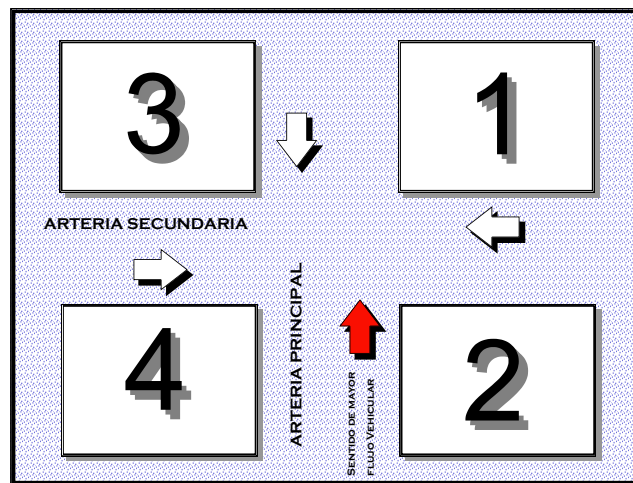 3
1
ARTERIA SECUNDARIA
ARTERIA PRINCIPAL
4
2
SENTIDO DE MAYOR
FLUJO VEHICULAR